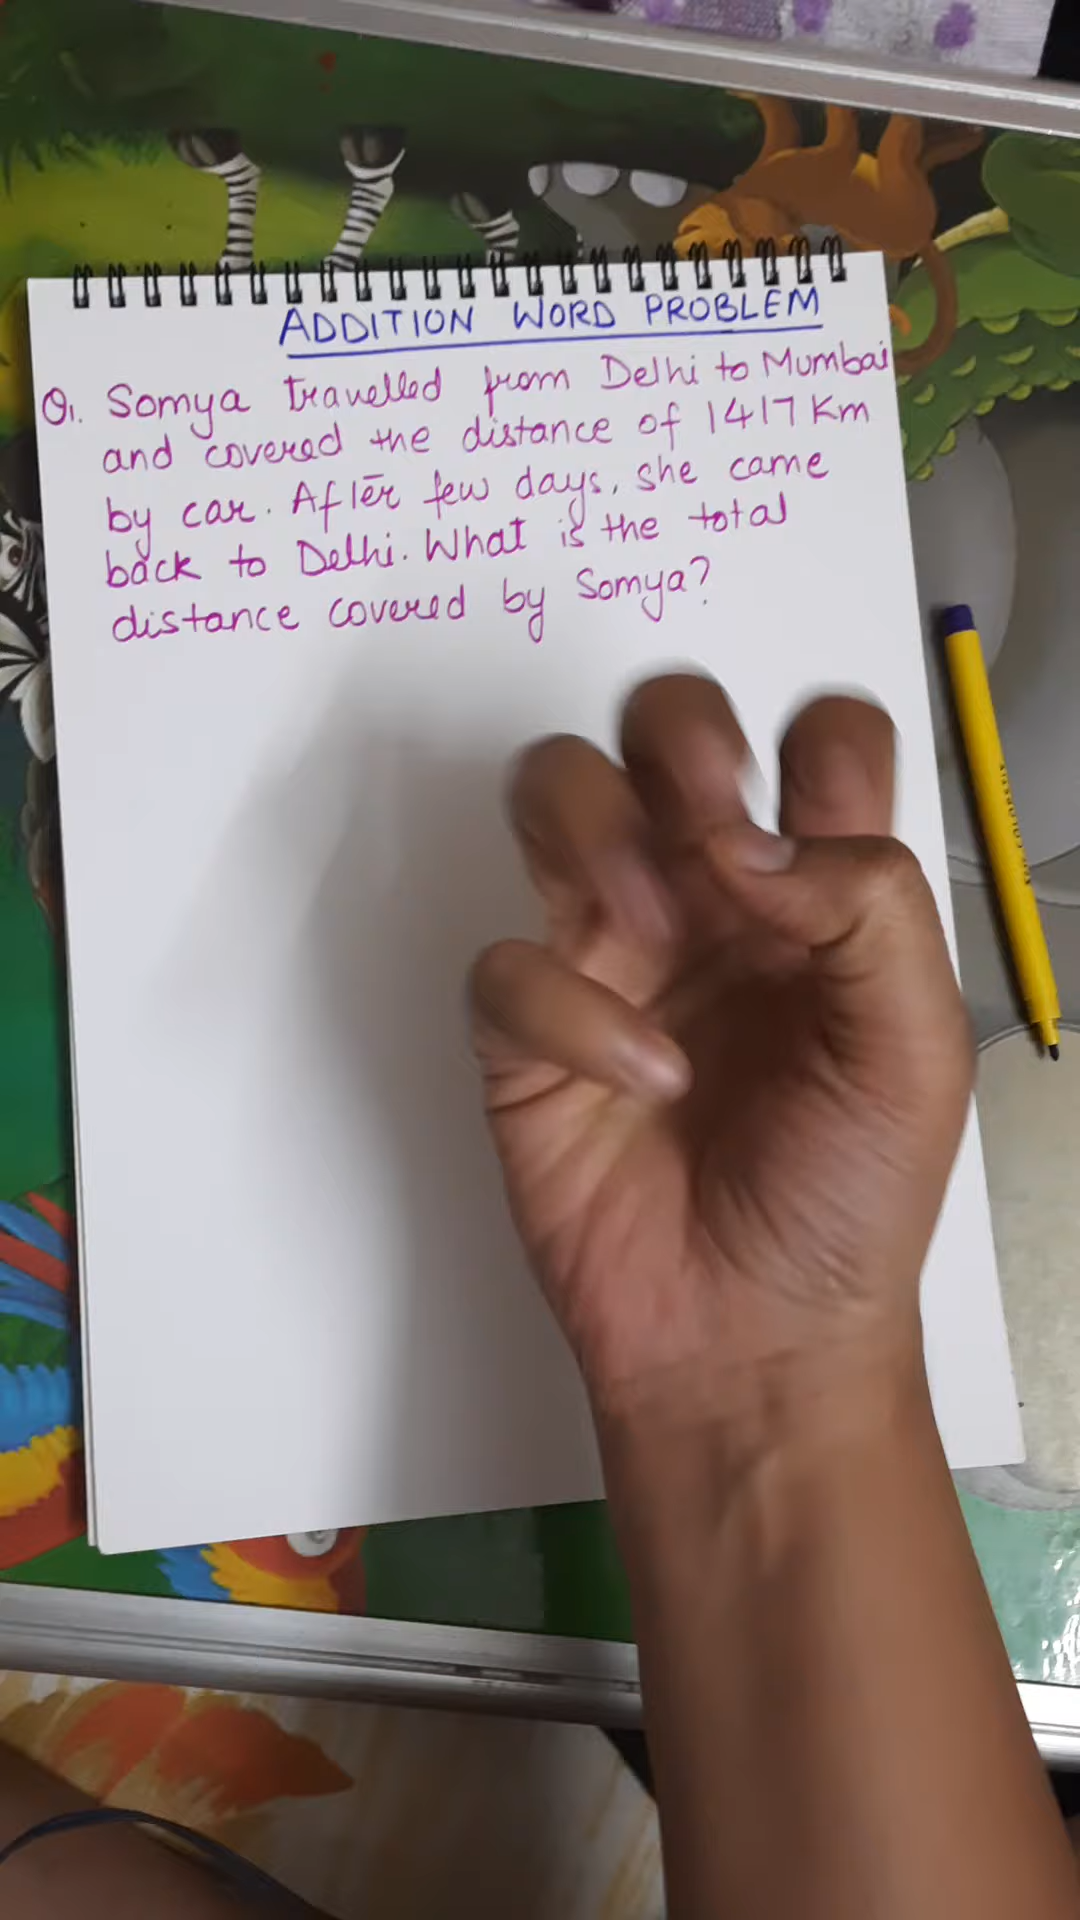 ADDITION WORD PROBLEM
Q1. Somya travelled from Delhi to Mumbai
and covered the distance of 1417 Km
by car. After few days, she came
back to Delhi. What is the total
distance covered by Somya?